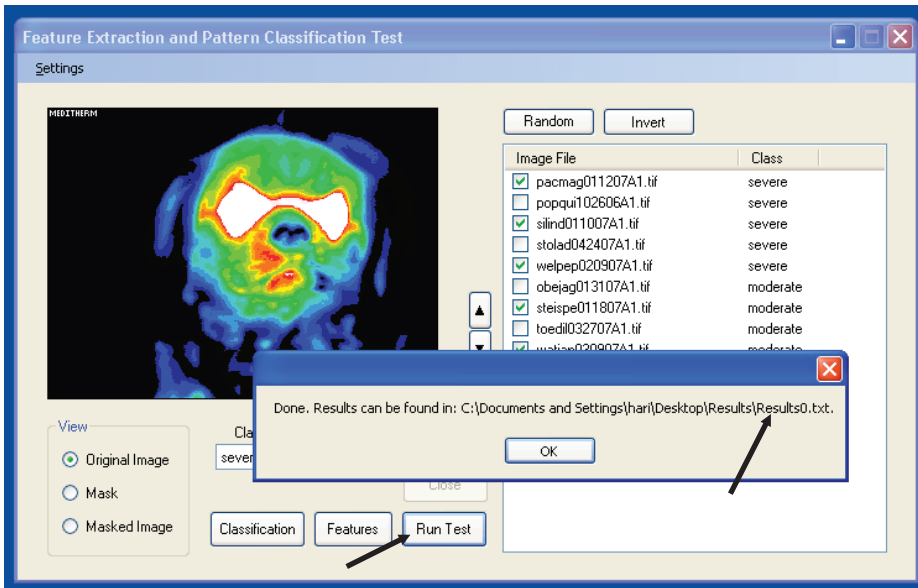 Feature Extraction and Pattern Classification Test
Settings
MEDITHERM
Random Invert
Image File Class
pacmag011207A1.tif severe
popqui102606A1.tif severe
silind011007A1.tif severe
stolad042407A1.tif severe
welpep020907A1.tif severe
obejag013107A1.tif moderate
steispe011807A1.tif moderate
toedil032707A1.tif moderate
Done. Results can be found in: C:\Documents and Settings\hari\Desktop\Results\Results0.txt.
OK
View
Original Image
Mask
Masked Image
Cla
sever
Close
Classification Features Run Test